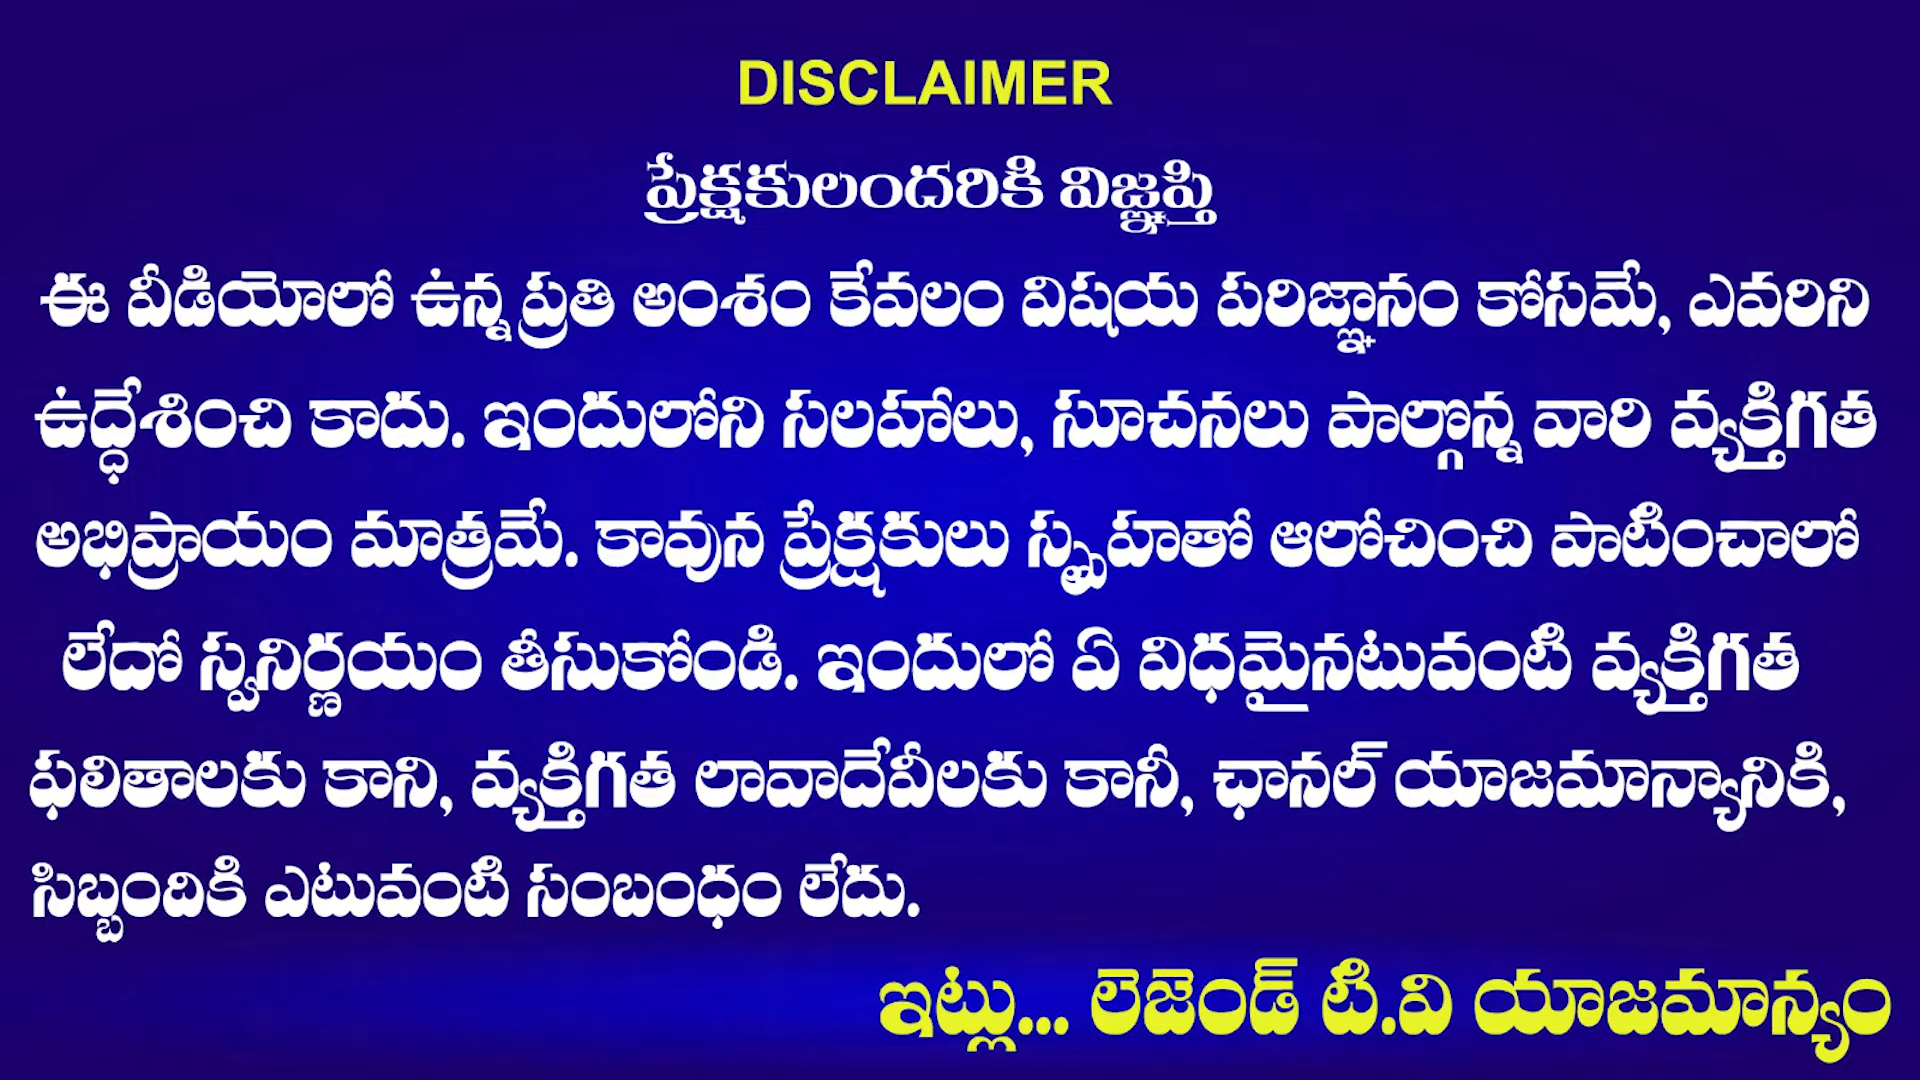 DISCLAIMER
ప్రేక్షకులందరికి విజ్ఞప్తి
ఈ వీడియోలో ఉన్న ప్రతి అంశం కేవలం విషయ పరిజ్ఞానం కోసమే, ఎవరిని
ఉద్ధేశించి కాదు. ఇందులోని సలహాలు, సూచనలు పాల్గొన్న వారి వ్యక్తిగత
అభిప్రాయం మాత్రమే. కావున ప్రేక్షకులు స్పృహతో ఆలోచించి పాటించాలో
లేదో స్వనిర్ణయం తీసుకోండి. ఇందులో ఏ విధమైనటువంటి వ్యక్తిగత
ఫలితాలకు కాని, వ్యక్తిగత లావాదేవీలకు కానీ, ఛానల్ యాజమాన్యానికి,
సిబ్బందికి ఎటువంటి సంబంధం లేదు.
ఇట్లు... లెజెండ్ టి.వి యాజమాన్యం